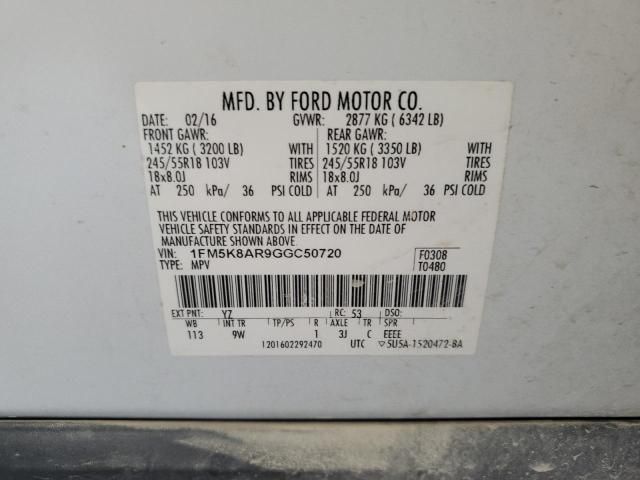 MFD. BY FORD MOTOR CO.
DATE: 02/16 GVWR: 2877 KG ( 6342 LB)
FRONT GAWR: REAR GAWR:
1452 KG ( 3200 LB) WITH 1520 KG ( 3350 LB) WITH
245/55R18 103V TIRES 245/55R18 103V TIRES
18x8.0J RIMS 18x8.0J RIMS
AT 250 kPa/ 36 PSI COLD AT 250 kPa/ 36 PSI COLD
THIS VEHICLE CONFORMS TO ALL APPLICABLE FEDERAL MOTOR
VEHICLE SAFETY STANDARDS IN EFFECT ON THE DATE OF
MANUFACTURE SHOWN ABOVE.
VIN: 1FM5K8AR9GGC50720 F0308
TYPE: MPV T0480
EXT PNT: YZ RC: 53 DSO:
WB INT TR TP/PS R AXLE TR SPR
113 9W 1 3J C EEEE
1201602292470 UTC ▽5U5A-1520472-BA